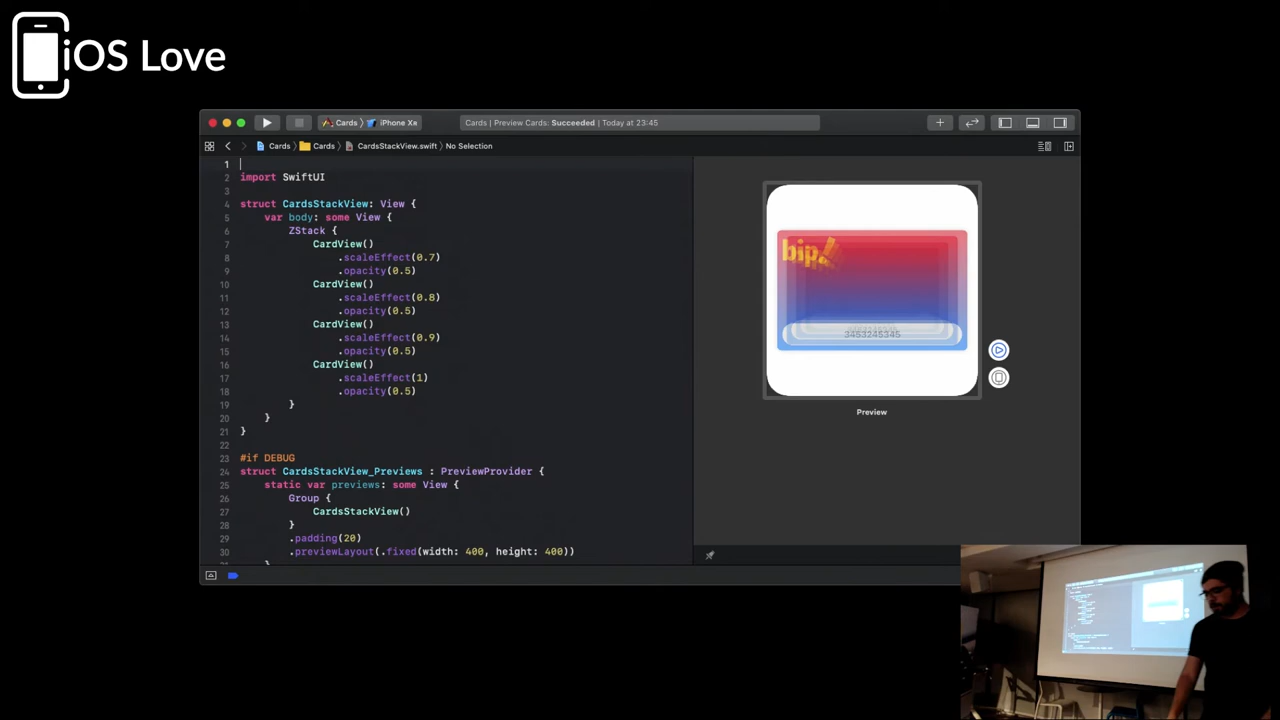 iOS Love
Cards 〉 iPhone Xʀ
Cards | Preview Cards: Succeeded | Today at 23:45
Cards 〉 Cards 〉 CardsStackView.swift 〉 No Selection
1
2 import SwiftUI
3
4 struct CardsStackView: View {
5 var body: some View {
6 ZStack {
7 CardView()
8 .scaleEffect(0.7)
9 .opacity(0.5)
10 CardView()
11 .scaleEffect(0.8)
12 .opacity(0.5)
13 CardView()
14 .scaleEffect(0.9)
15 .opacity(0.5)
16 CardView()
17 .scaleEffect(1)
18 .opacity(0.5)
19 }
20 }
21 }
22
23 #if DEBUG
24 struct CardsStackView_Previews : PreviewProvider {
25 static var previews: some View {
26 Group {
27 CardsStackView()
28 }
29 .padding(20)
30 .previewLayout(.fixed(width: 400, height: 400))
bip!
3453245345
Preview